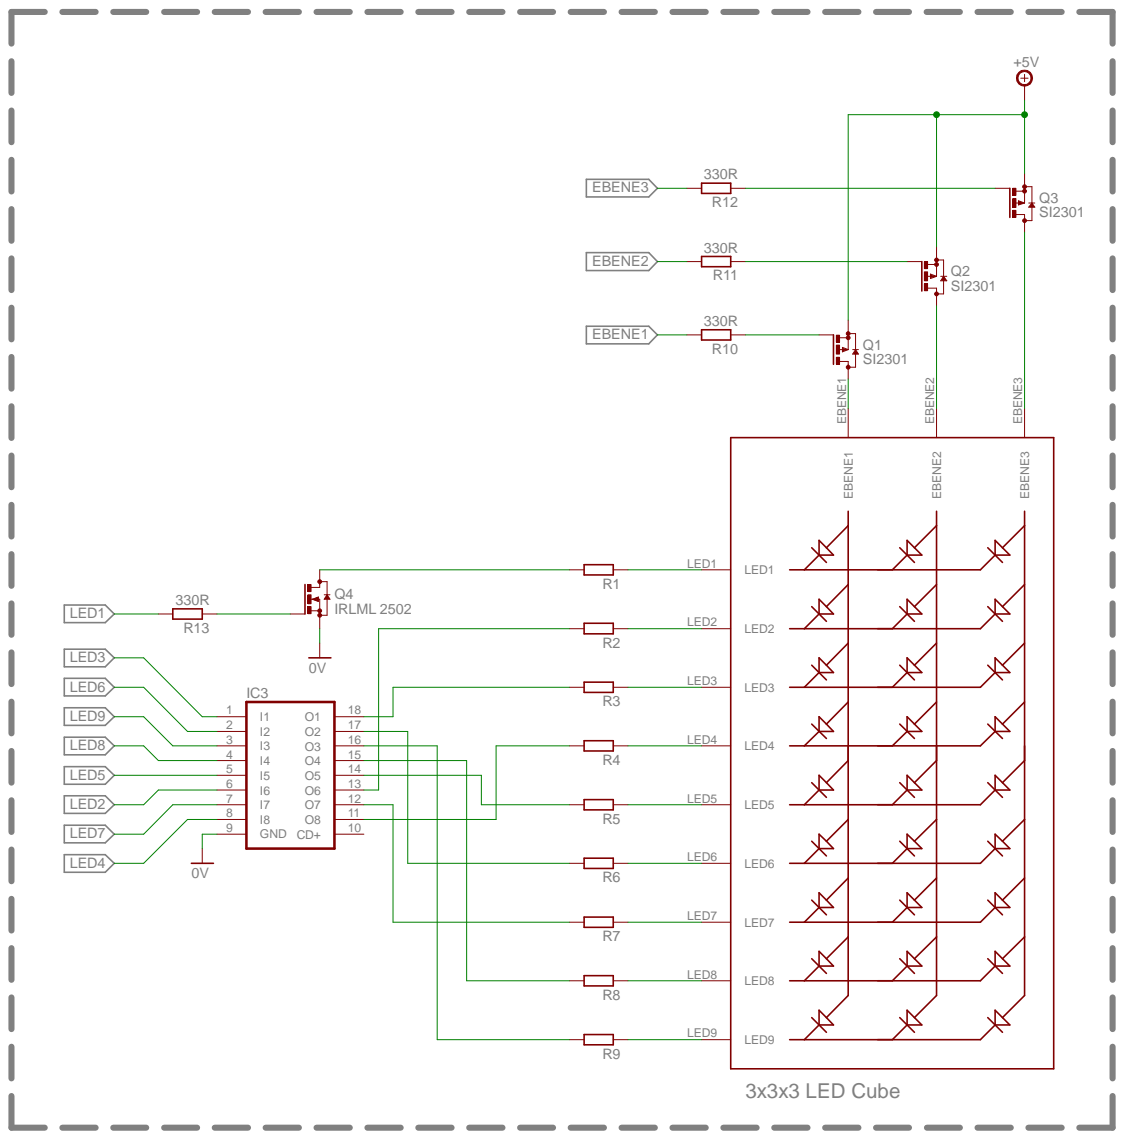 +5V
EBENE3
330R
R12
Q3
SI2301
EBENE2
330R
R11
Q2
SI2301
EBENE1
330R
R10
Q1
SI2301
EBENE1
EBENE2
EBENE3
EBENE1
EBENE2
EBENE3
LED1
330R
R13
Q4
IRLML 2502
0V
R1
LED1
LED1
R2
LED2
LED2
R3
LED3
LED3
R4
LED4
LED4
R5
LED5
LED5
R6
LED6
LED6
R7
LED7
LED7
R8
LED8
LED8
R9
LED9
LED9
LED3
LED6
LED9
LED8
LED5
LED2
LED7
LED4
IC3
1 I1 O1 18
2 I2 O2 17
3 I3 O3 16
4 I4 O4 15
5 I5 O5 14
6 I6 O6 13
7 I7 O7 12
8 I8 O8 11
9 GND CD+ 10
0V
3x3x3 LED Cube